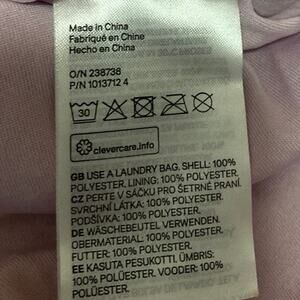 Made in China
Fabriqué en Chine
Hecho en China
O/N 238738
P/N 1013712 4
30
clevercare.info
GB USE A LAUNDRY BAG. SHELL: 100%
POLYESTER. LINING: 100% POLYESTER.
CZ PERTE V SÁČKU PRO ŠETRNÉ PRANÍ.
SVRCHNÍ LÁTKA: 100% POLYESTER.
PODŠÍVKA: 100% POLYESTER.
DE WÄSCHEBEUTEL VERWENDEN.
OBERMATERIAL: 100% POLYESTER.
FUTTER: 100% POLYESTER.
EE KASUTA PESUKOTTI. ÜMBRIS: 100%
POLÜESTER. VOODER: 100%
POLÜESTER.